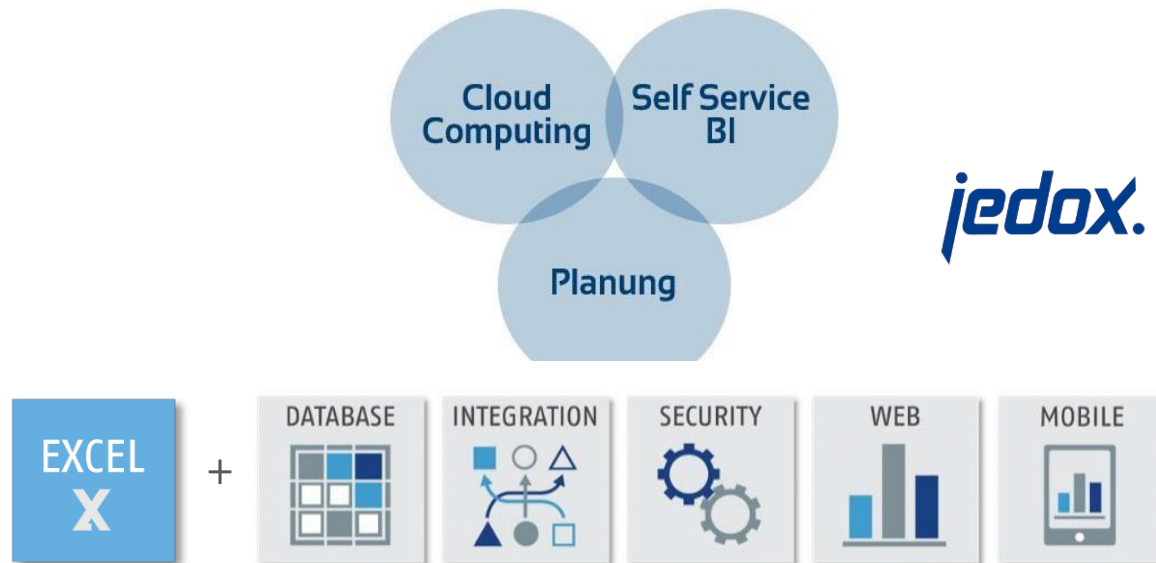 Cloud
Computing
Self Service
BI
Planung
jedox.
EXCEL
X
+
DATABASE
INTEGRATION
SECURITY
WEB
MOBILE